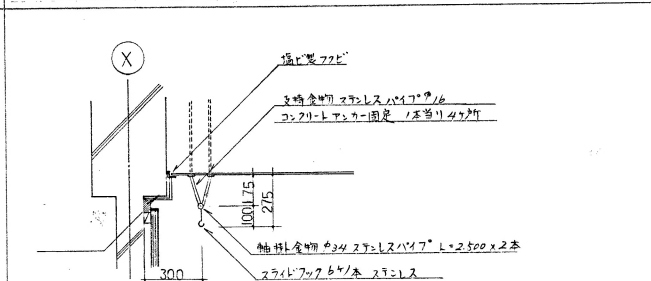 X
塩ビ製フクビ
支持金物 ステンレスパイプ φ16
コンクリートアンカー固定 1本当り4ヶ所
175
100
275
軸持ト金物 φ34 ステンレスパイプ L=2.500×2本
スライドフック 6ケ/本 ステンレス
300